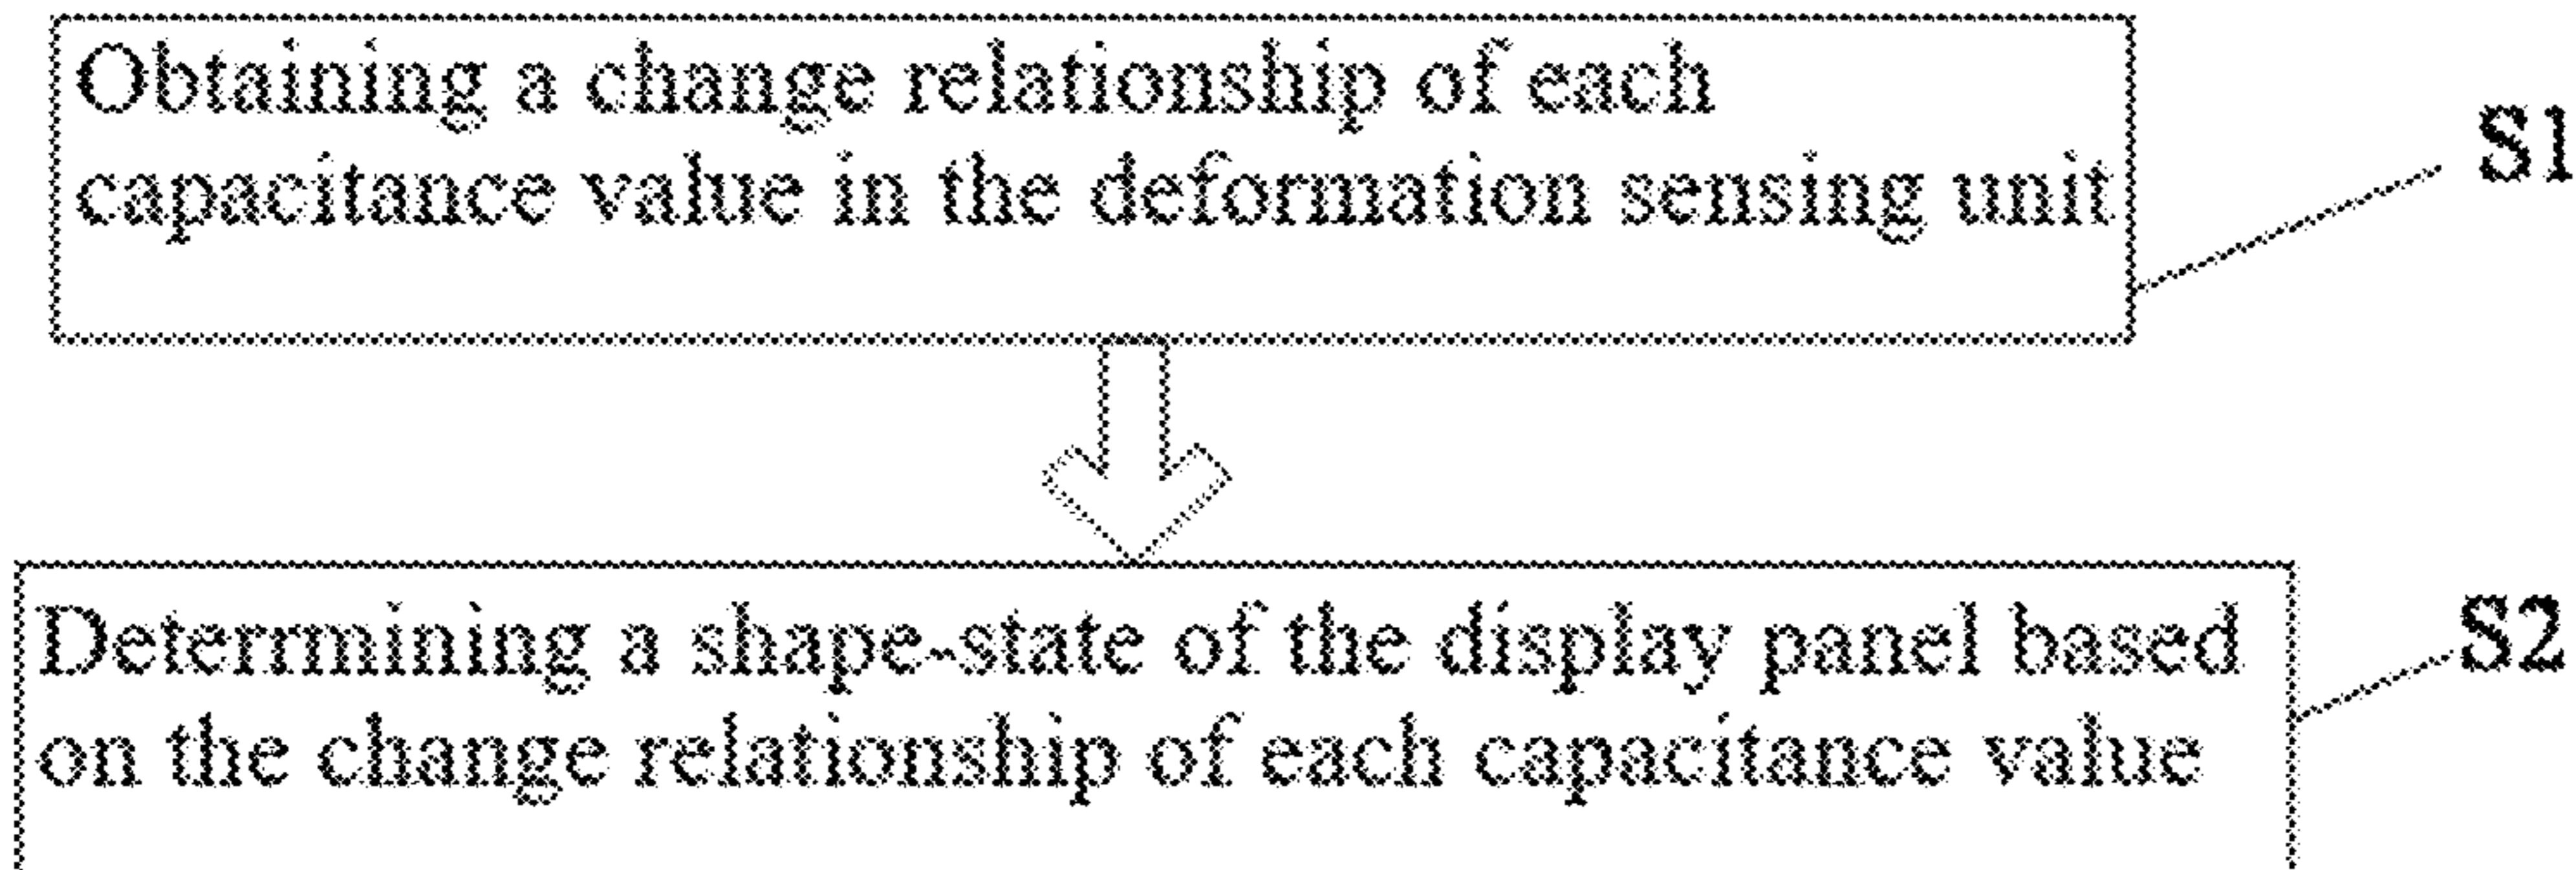 Obtaining a change relationship of each
capacitance value in the deformation sensing unit
S1
Determining a shape-state of the display panel based
on the change relationship of each capacitance value
S2